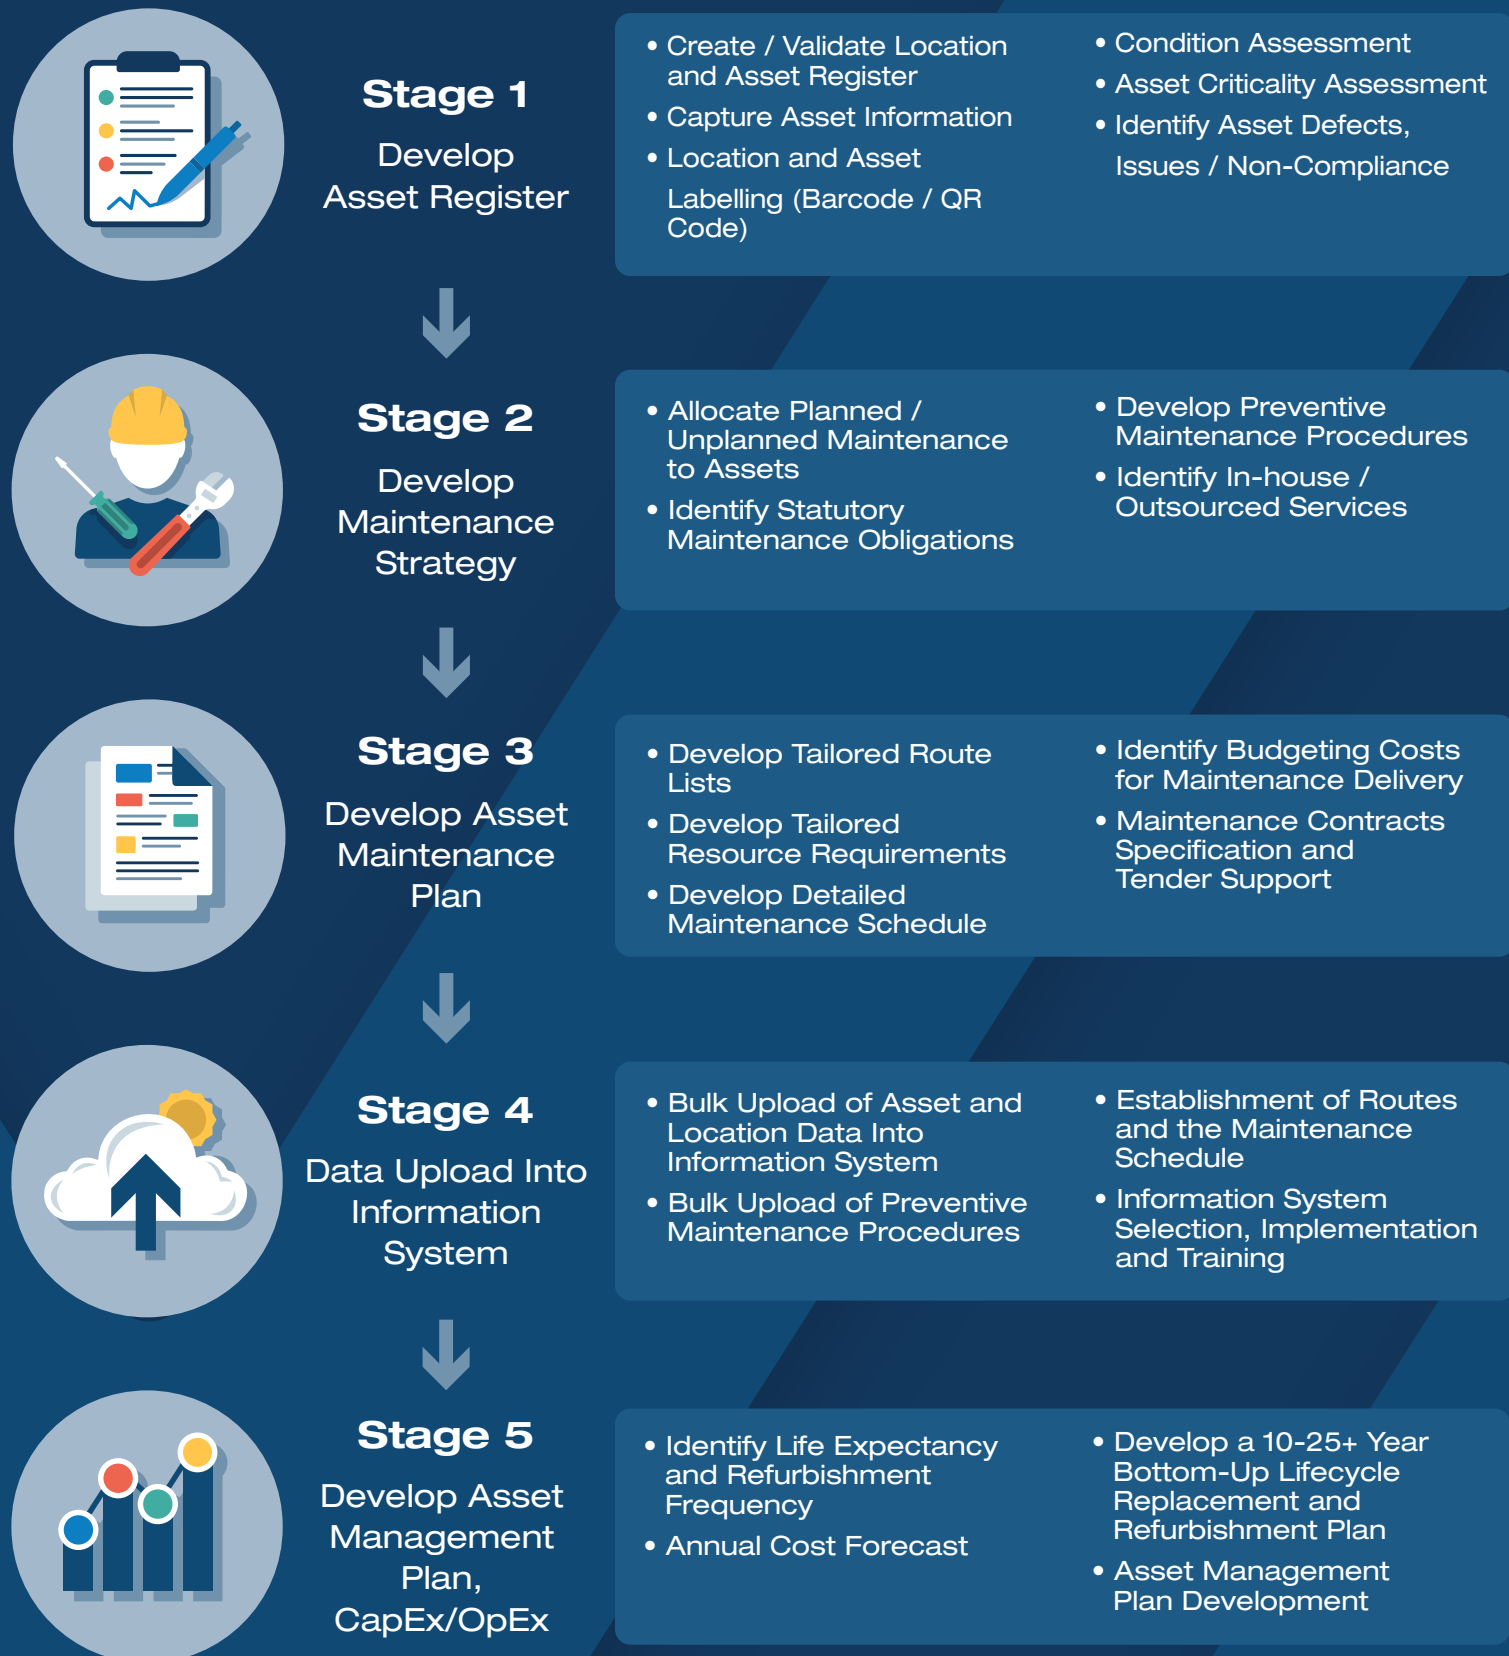 Stage 1
Develop
Asset Register
• Create / Validate Location
and Asset Register
• Capture Asset Information
• Location and Asset
Labelling (Barcode / QR
Code)
• Condition Assessment
• Asset Criticality Assessment
• Identify Asset Defects,
Issues / Non-Compliance
Stage 2
Develop
Maintenance
Strategy
• Allocate Planned /
Unplanned Maintenance
to Assets
• Identify Statutory
Maintenance Obligations
• Develop Preventive
Maintenance Procedures
• Identify In-house /
Outsourced Services
Stage 3
Develop Asset
Maintenance
Plan
• Develop Tailored Route
Lists
• Develop Tailored
Resource Requirements
• Develop Detailed
Maintenance Schedule
• Identify Budgeting Costs
for Maintenance Delivery
• Maintenance Contracts
Specification and
Tender Support
Stage 4
Data Upload Into
Information
System
• Bulk Upload of Asset and
Location Data Into
Information System
• Bulk Upload of Preventive
Maintenance Procedures
• Establishment of Routes
and the Maintenance
Schedule
• Information System
Selection, Implementation
and Training
Stage 5
Develop Asset
Management
Plan,
CapEx/OpEx
• Identify Life Expectancy
and Refurbishment
Frequency
• Annual Cost Forecast
• Develop a 10-25+ Year
Bottom-Up Lifecycle
Replacement and
Refurbishment Plan
• Asset Management
Plan Development